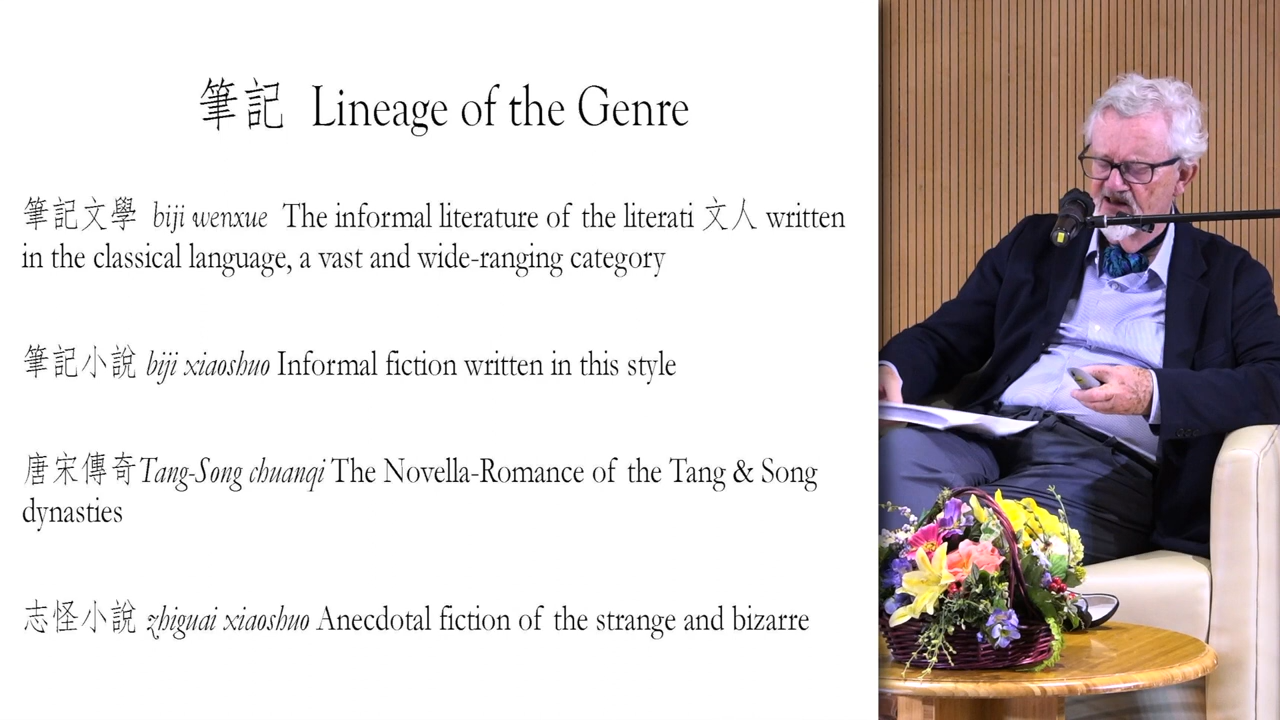 筆記 Lineage of the Genre
筆記文學 biji wenxue The informal literature of the literati 文人 written
in the classical language, a vast and wide-ranging category
筆記小說 biji xiaoshuo Informal fiction written in this style
唐宋傳奇Tang-Song chuanqi The Novella-Romance of the Tang & Song
dynasties
志怪小說 zhiguai xiaoshuo Anecdotal fiction of the strange and bizarre